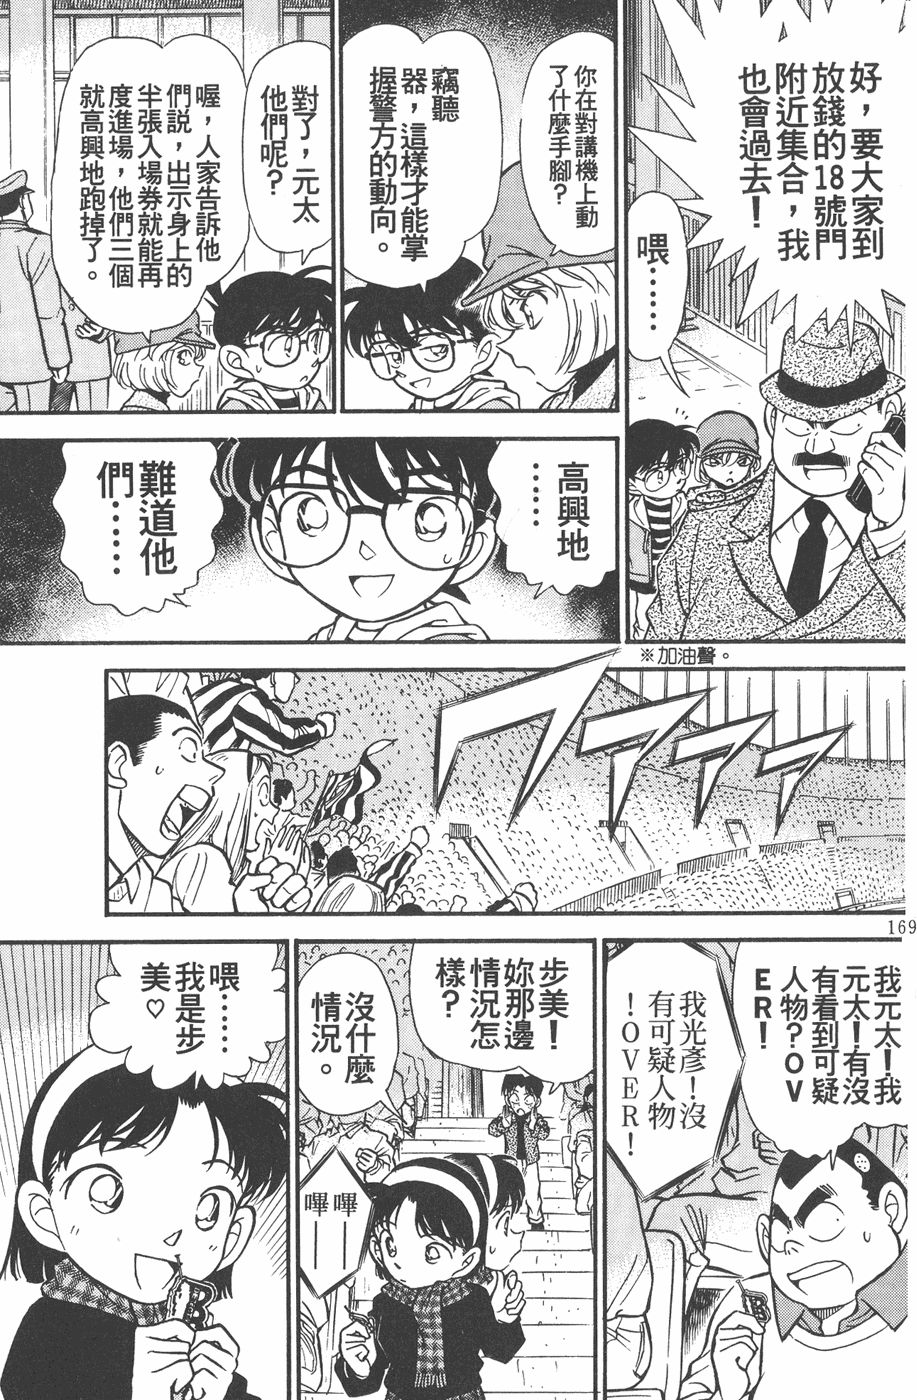 好，要大家到
放錢的18號門
附近集合，我
也會過去！
喂……
你在對講機上動
了什麼手腳？
竊聽
器，這樣才能掌
握警方的動向。
對了，元太
他們呢？
喔，人家告訴他
們說，出示身上的
半張入場券就能再
度進場，他們三個
就高興地跑掉了。
高興地
……
難道他
們……
※加油聲。
ワアアア
169
我元太！我
元太！有沒
有看到可疑
人物？OV
ER！
我光彥！沒
有可疑人物
！OVER！
步美！
妳那邊
情況怎
樣？
沒什麼
情況。
嗶嗶
──
喂……
我是步
美♡